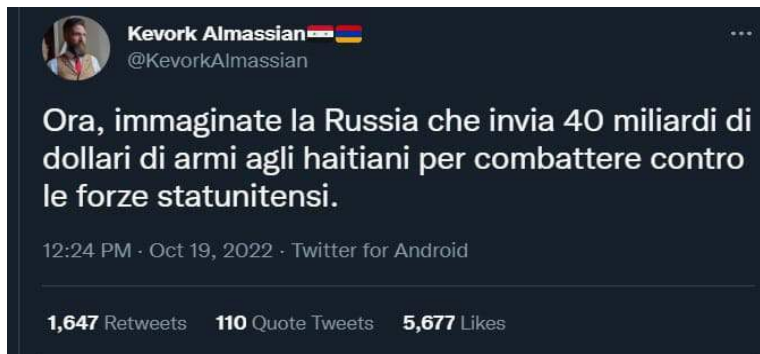 Kevork Almassian🇸🇾🇦🇲
@KevorkAlmassian
Ora, immaginate la Russia che invia 40 miliardi di
dollari di armi agli haitiani per combattere contro
le forze statunitensi.
12:24 PM · Oct 19, 2022 · Twitter for Android
1,647 Retweets 110 Quote Tweets 5,677 Likes